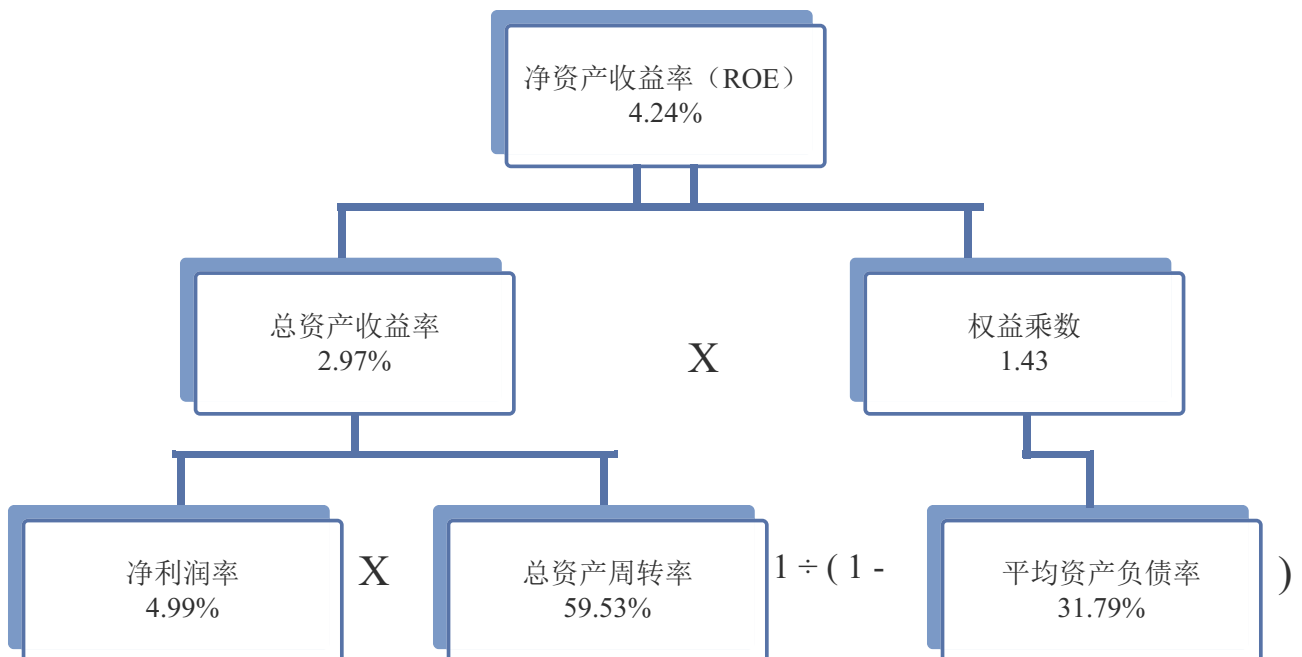 净资产收益率（ROE）
4.24%
总资产收益率
2.97%
X
权益乘数
1.43
净利润率
4.99%
X
总资产周转率
59.53%
1 ÷ ( 1 -
平均资产负债率
31.79%
)